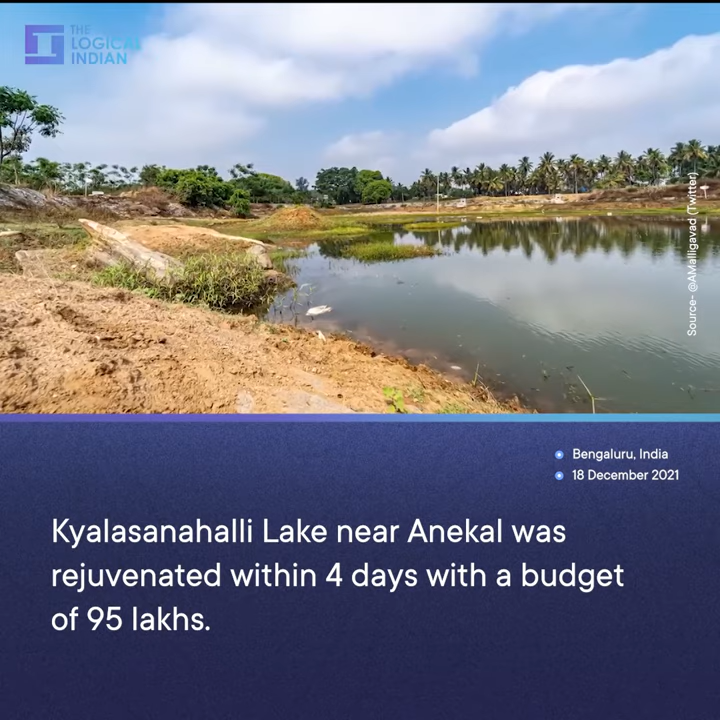 THE
LOGICAL
INDIAN
Source- @AMalligavad (Twitter)
Bengaluru, India
18 December 2021
Kyalasanahalli Lake near Anekal was
rejuvenated within 4 days with a budget
of 95 lakhs.